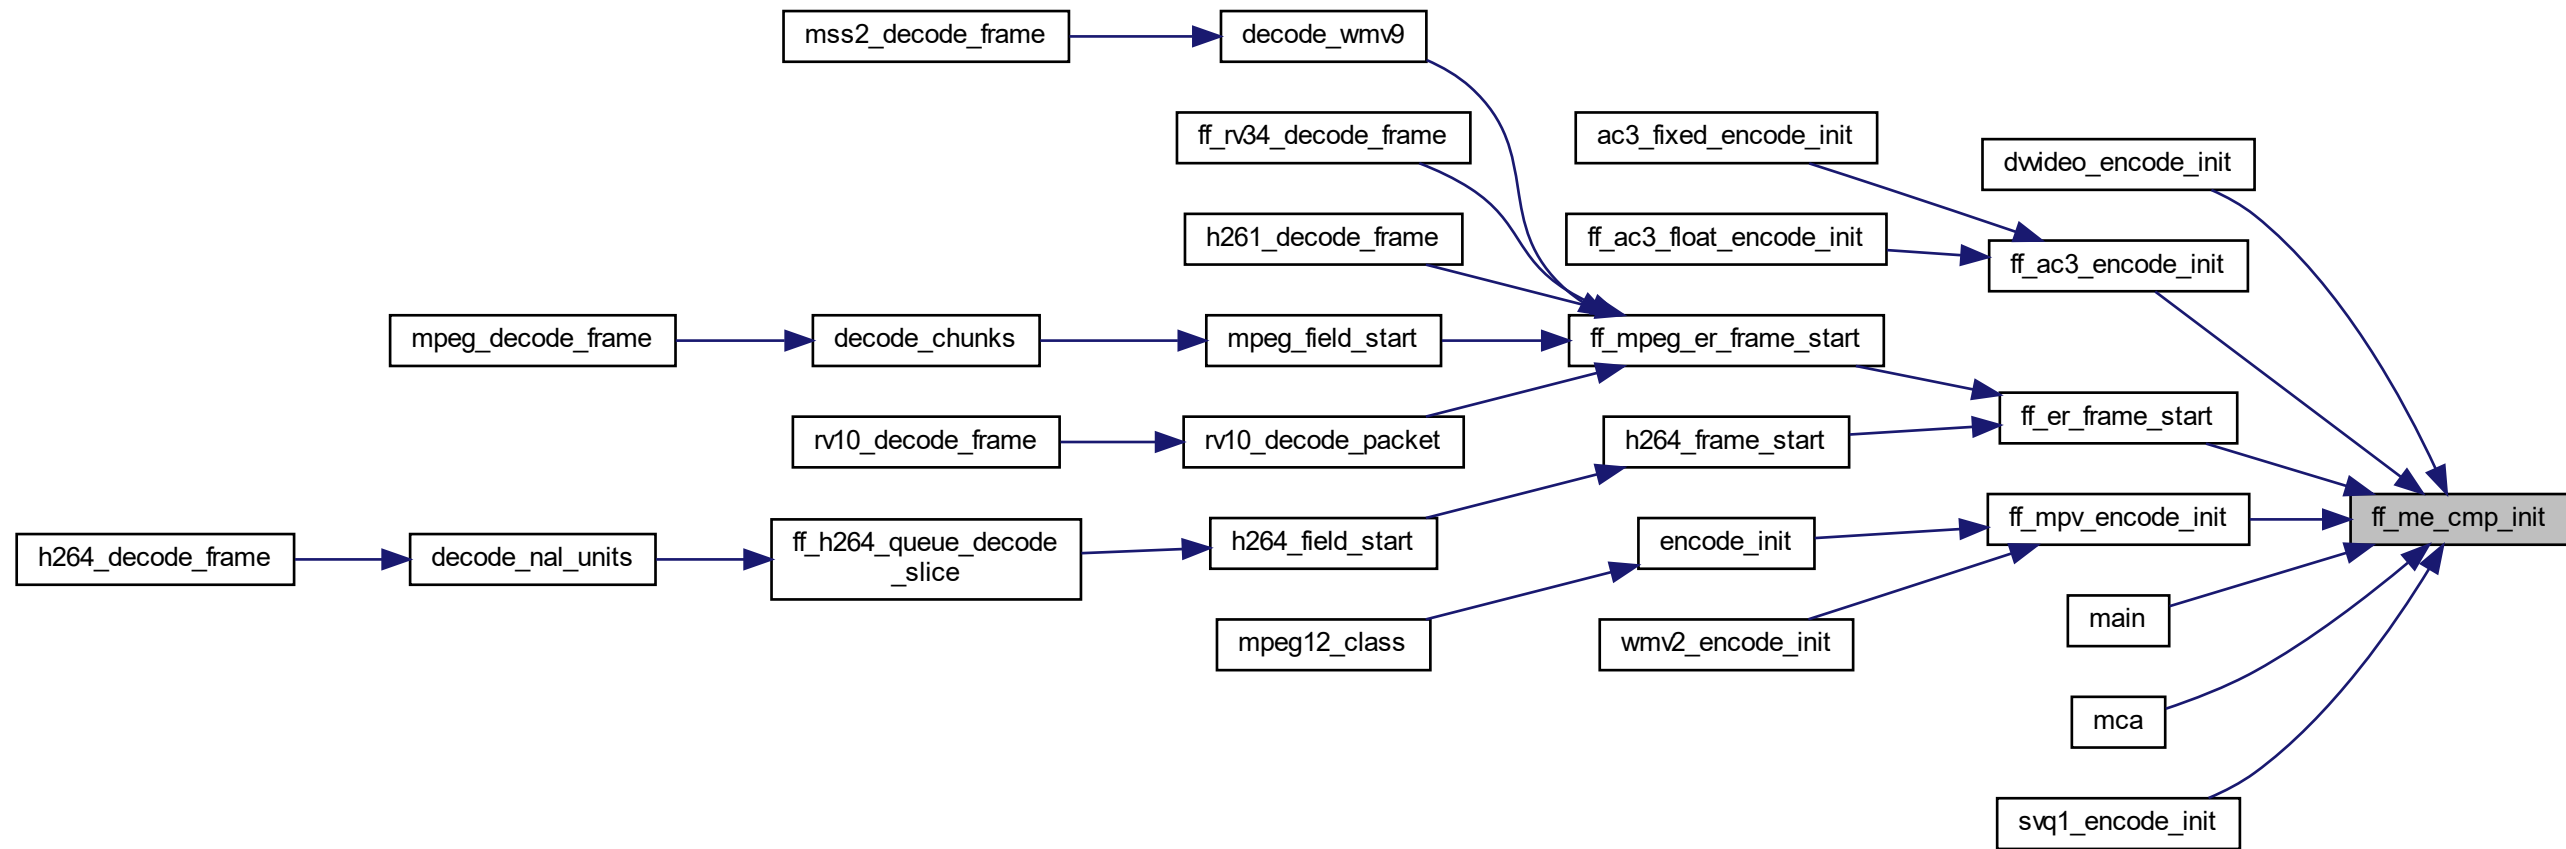 mss2_decode_frame
decode_wmv9
ff_rv34_decode_frame
ac3_fixed_encode_init
dvvideo_encode_init
h261_decode_frame
ff_ac3_float_encode_init
ff_ac3_encode_init
mpeg_decode_frame
decode_chunks
mpeg_field_start
ff_mpeg_er_frame_start
ff_er_frame_start
rv10_decode_frame
rv10_decode_packet
h264_frame_start
h264_decode_frame
decode_nal_units
ff_h264_queue_decode
_slice
h264_field_start
encode_init
ff_mpv_encode_init
ff_me_cmp_init
mpeg12_class
wmv2_encode_init
main
mca
svq1_encode_init